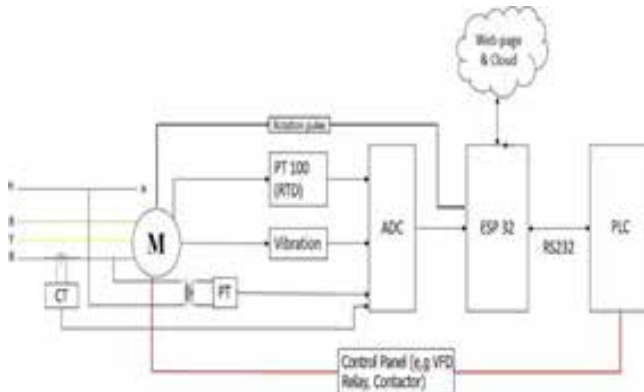 Web page
& Cloud
Rotation pulse
PT 100
(RTD)
ADC
ESP 32
PLC
RS232
M
Vibration
N
R
Y
B
CT
PT
Control Panel (e,g VFD
Relay, Contactor)